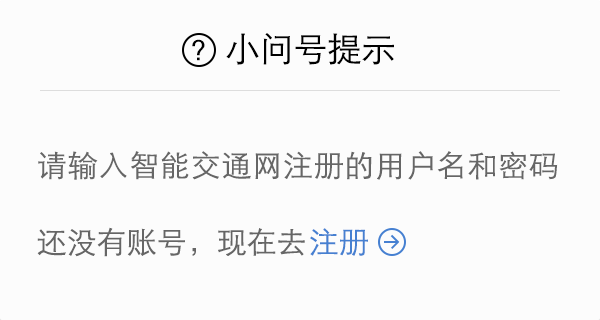 小问号提示
请输入智能交通网注册的用户名和密码
还没有账号，现在去注册